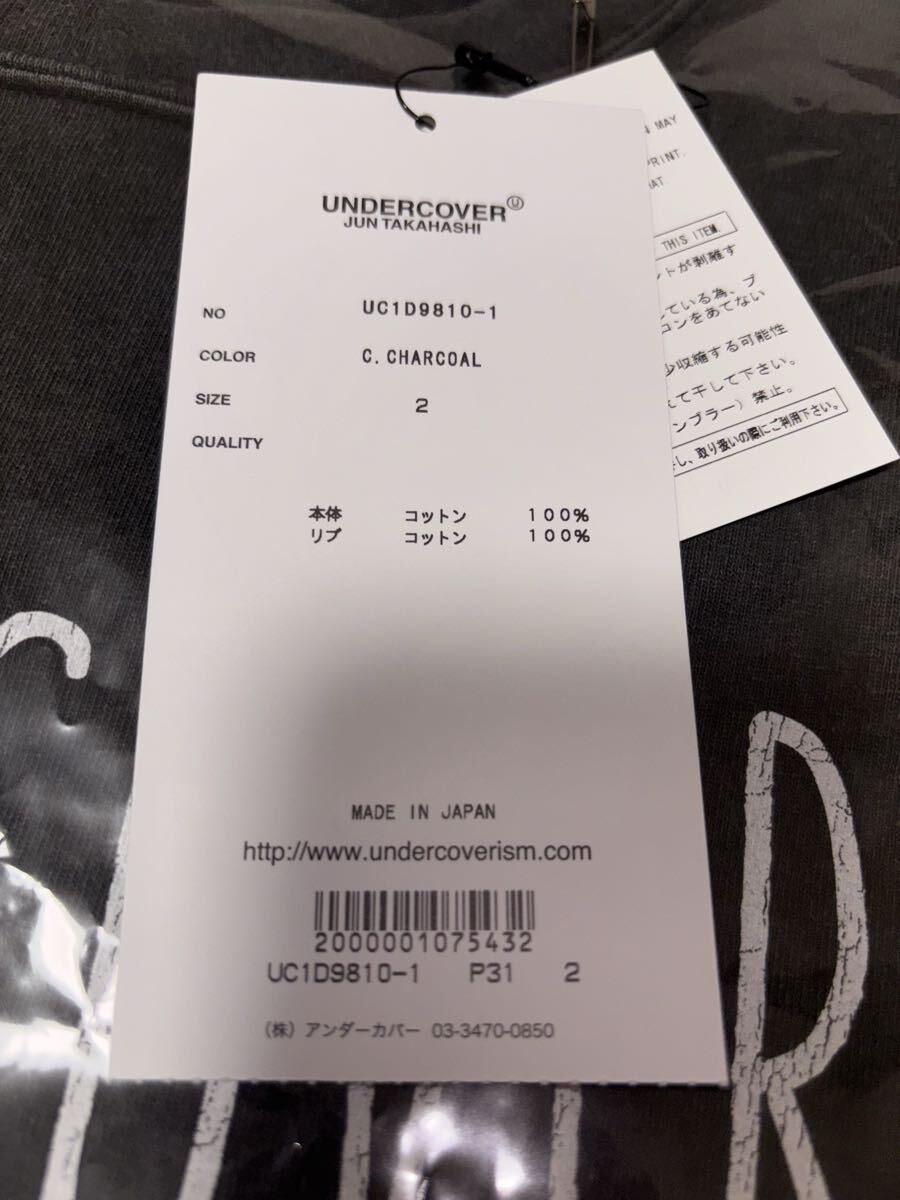 UNDERCOVER Ⓤ
JUN TAKAHASHI
NO UC1D9810-1
COLOR C.CHARCOAL
SIZE 2
QUALITY
本体 コットン 100%
リブ コットン 100%
MADE IN JAPAN
http://www.undercoverism.com
2000001075432
UC1D9810-1 P31 2
(株) アンダーカバー 03-3470-0850
MAY
PRINT.
THIS ITEM.
ントが剥離す
ている為、プ
コンをあてない
少収縮する可能性
えて干して下さい。
ンブラー) 禁止。
し、取り扱いの際にご利用下さい。
R